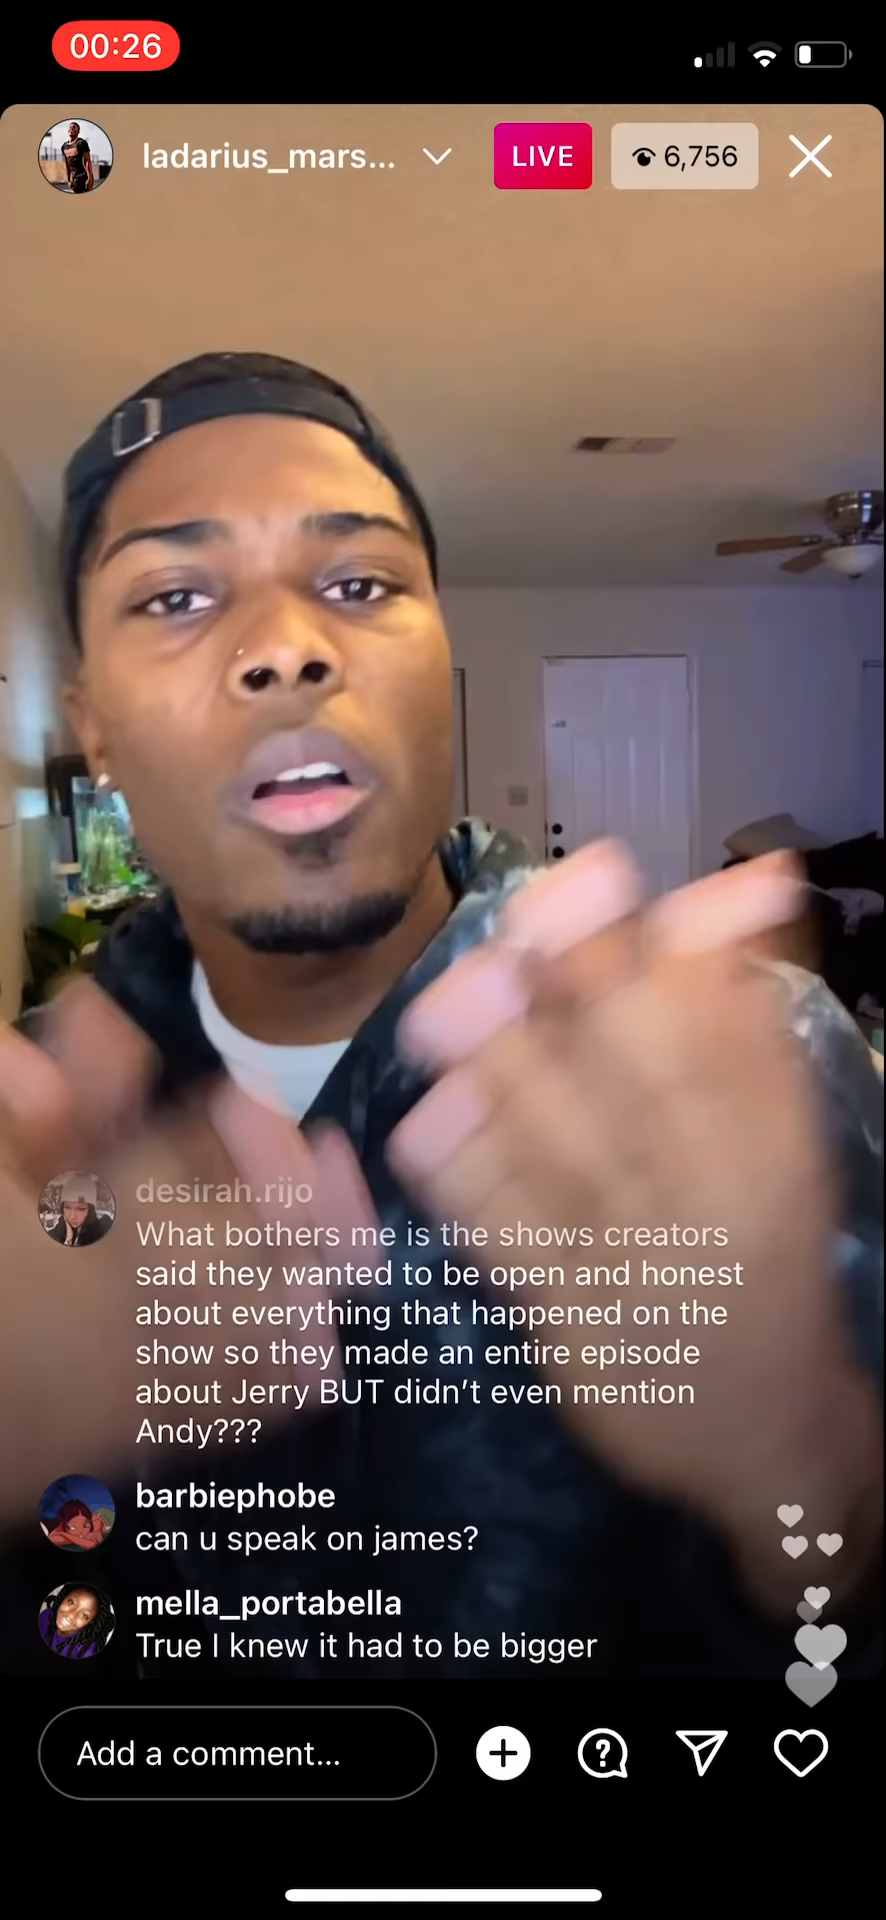 00:26
ladarius_mars...
LIVE
6,756
desirah.rijo
What bothers me is the shows creators
said they wanted to be open and honest
about everything that happened on the
show so they made an entire episode
about Jerry BUT didn’t even mention
Andy???
barbiephobe
can u speak on james?
mella_portabella
True I knew it had to be bigger
Add a comment...